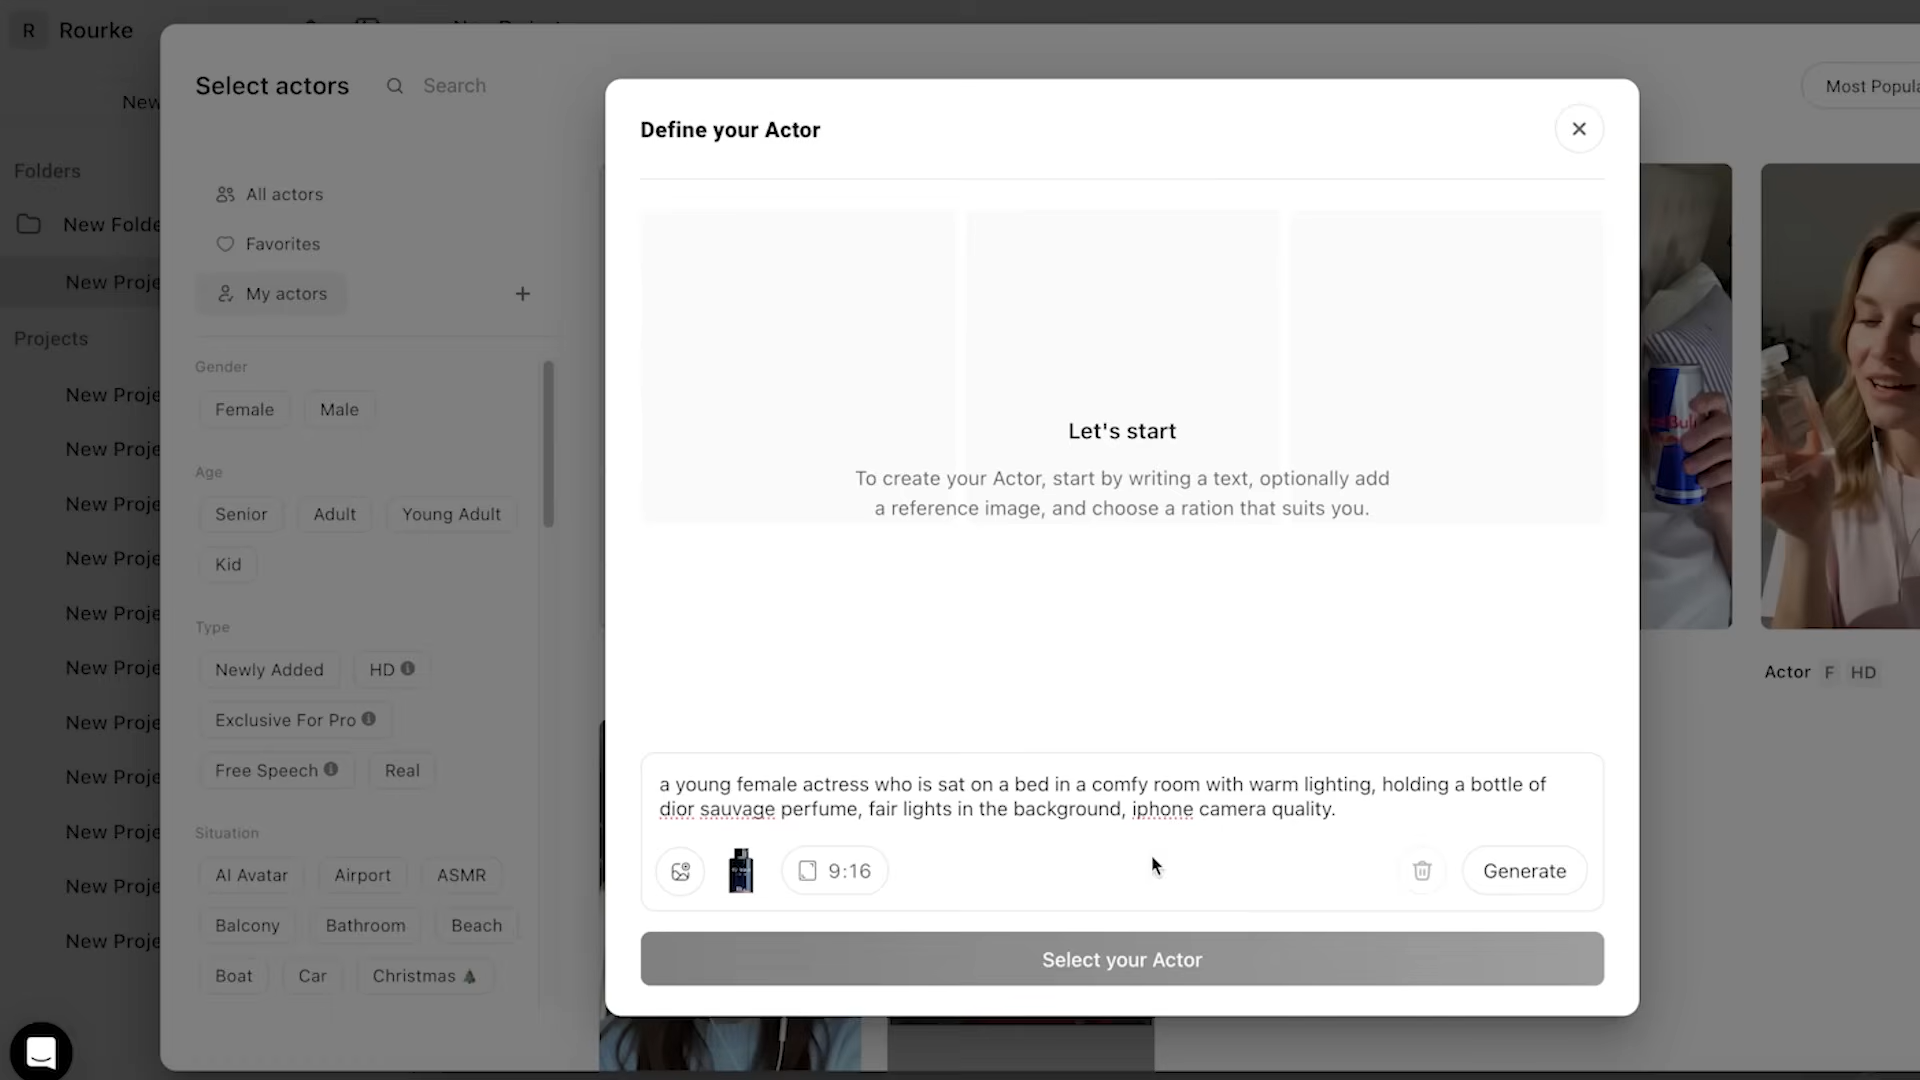 R Rourke
New
Folders
New Folde
New Proje
Projects
New Proje
New Proje
New Proje
New Proje
New Proje
New Proje
New Proje
New Proje
New Proje
New Proje
New Proje
Select actors
Search
Most Popula
All actors
Favorites
My actors
Gender
Female Male
Age
Senior Adult Young Adult
Kid
Type
Newly Added HD
Exclusive For Pro
Free Speech Real
Situation
AI Avatar Airport ASMR
Balcony Bathroom Beach
Boat Car Christmas
Define your Actor
Let's start
To create your Actor, start by writing a text, optionally add
a reference image, and choose a ration that suits you.
a young female actress who is sat on a bed in a comfy room with warm lighting, holding a bottle of
dior sauvage perfume, fair lights in the background, iphone camera quality.
9:16
Generate
Select your Actor
Actor F HD